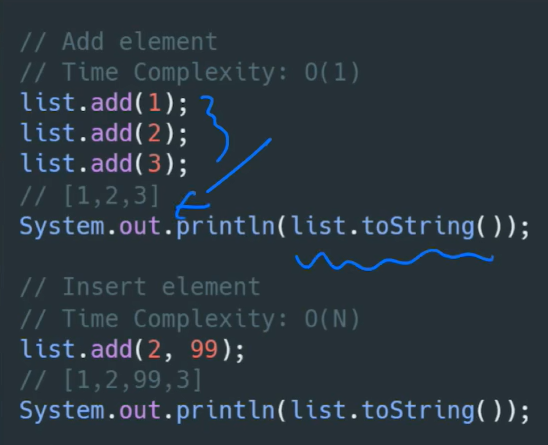 // Add element
// Time Complexity: O(1)
list.add(1);
list.add(2);
list.add(3);
// [1,2,3]
System.out.println(list.toString());
// Insert element
// Time Complexity: O(N)
list.add(2, 99);
// [1,2,99,3]
System.out.println(list.toString());